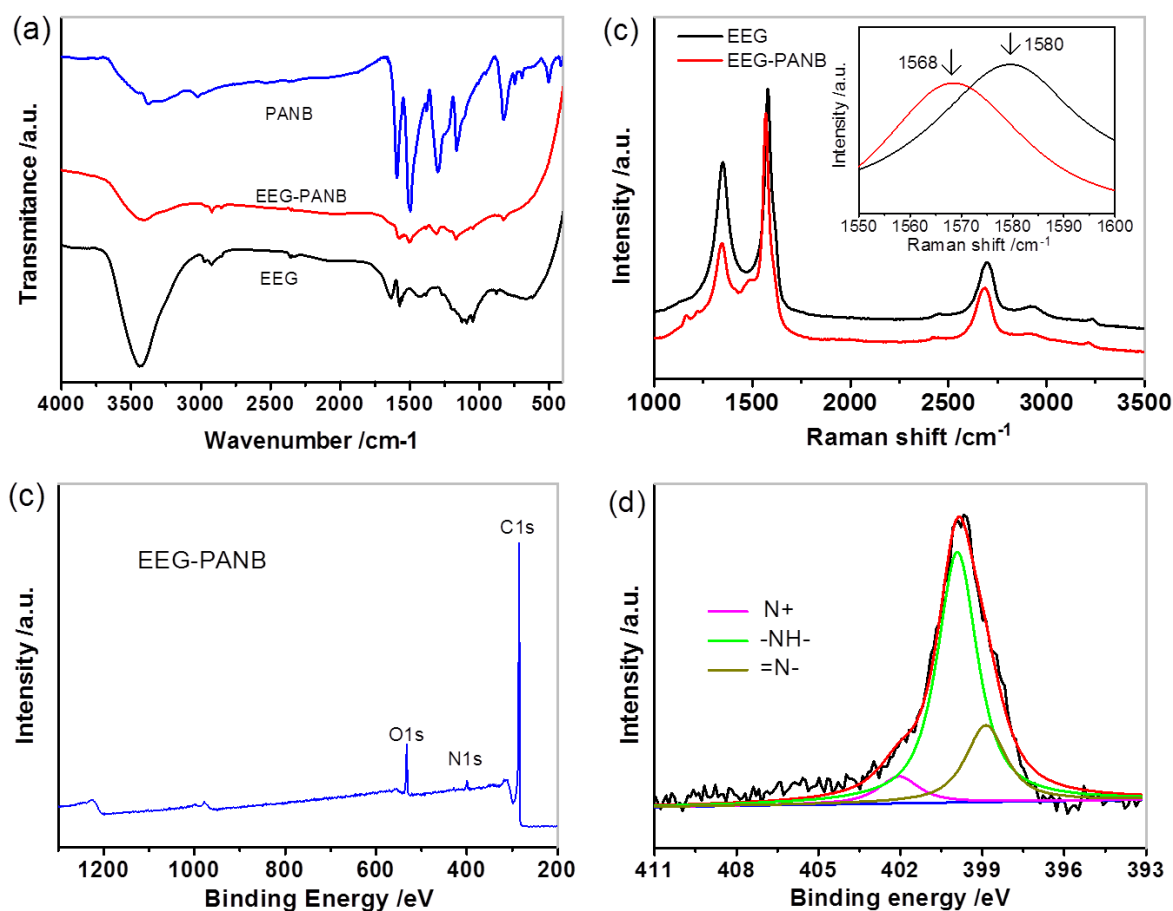 (a)
Transmitance /a.u.
PANB
EEG-PANB
EEG
4000 3500 3000 2500 2000 1500 1000 500
Wavenumber /cm-1
(c)
EEG
EEG-PANB
Intensity /a.u.
1568
1580
1550 1560 1570 1580 1590 1600
Raman shift /cm-1
Intensity /a.u.
1000 1500 2000 2500 3000 3500
Raman shift /cm-1
(c)
EEG-PANB
C1s
O1s
N1s
Intensity /a.u.
1200 1000 800 600 400 200
Binding Energy /eV
(d)
N+
-NH-
=N-
Intensity /a.u.
411 408 405 402 399 396 393
Binding energy /eV